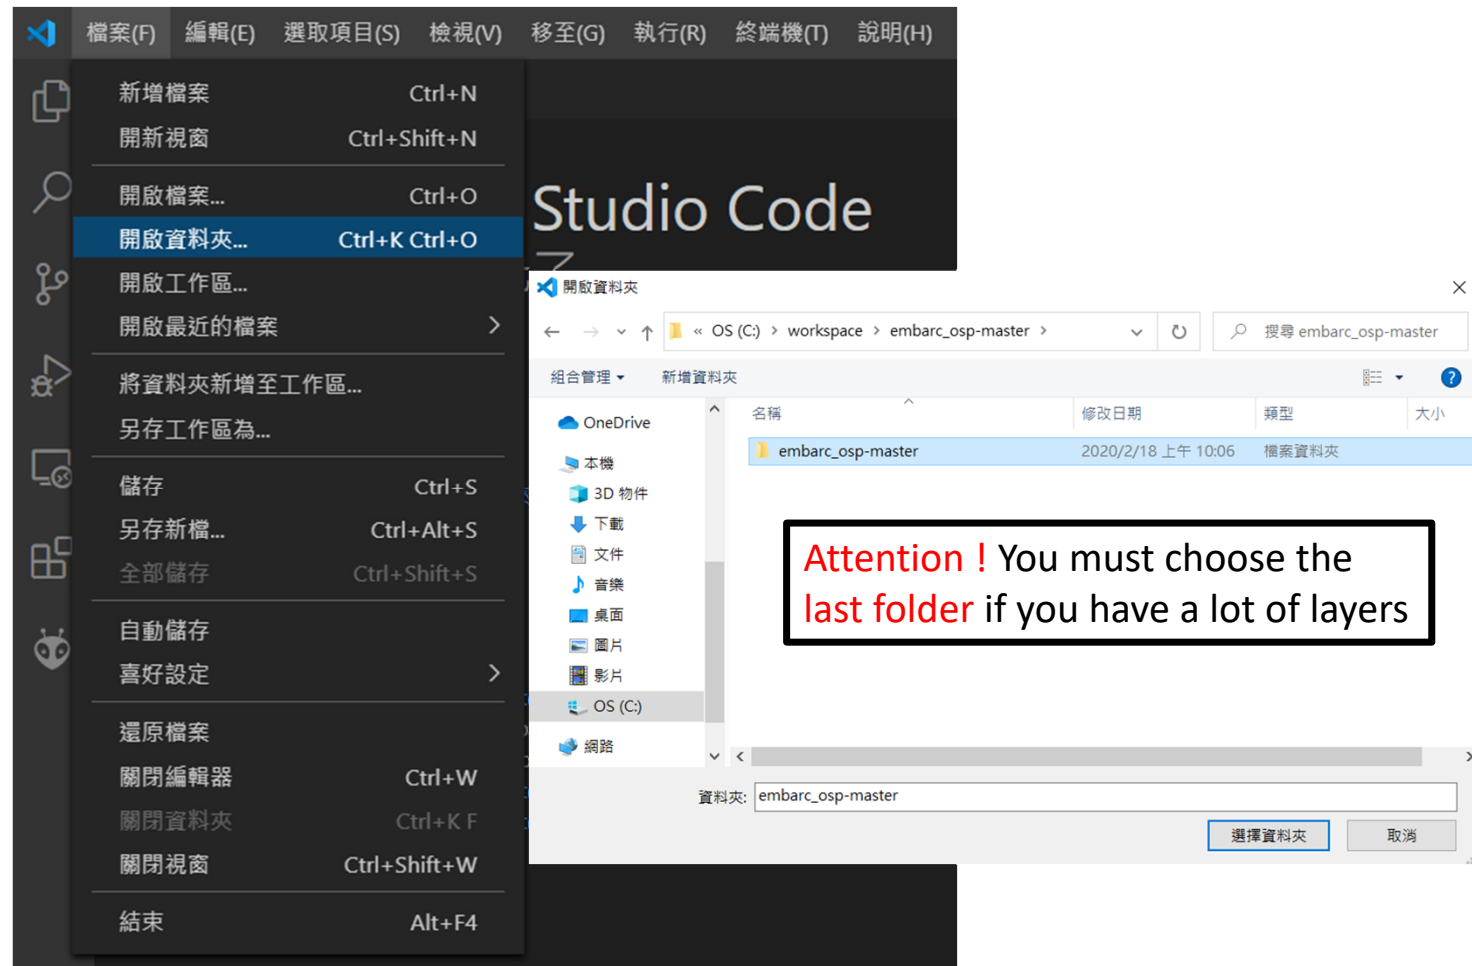 檔案(F) 編輯(E) 選取項目(S) 檢視(V) 移至(G) 執行(R) 終端機(T) 說明(H)
新增檔案 Ctrl+N
開新視窗 Ctrl+Shift+N
開啟檔案... Ctrl+O
開啟資料夾... Ctrl+K Ctrl+O
開啟工作區...
開啟最近的檔案
將資料夾新增至工作區...
另存工作區為...
儲存 Ctrl+S
另存新檔... Ctrl+Alt+S
全部儲存 Ctrl+Shift+S
自動儲存
喜好設定
還原檔案
關閉編輯器 Ctrl+W
關閉資料夾 Ctrl+K F
關閉視窗 Ctrl+Shift+W
結束 Alt+F4
Studio Code
開啟資料夾
« OS (C:) › workspace › embarc_osp-master ›
搜尋 embarc_osp-master
組合管理 新增資料夾
名稱 修改日期 類型 大小
embarc_osp-master 2020/2/18 上午 10:06 檔案資料夾
OneDrive
本機
3D 物件
下載
文件
音樂
桌面
圖片
影片
OS (C:)
網路
Attention ! You must choose the
last folder if you have a lot of layers
資料夾: embarc_osp-master
選擇資料夾 取消